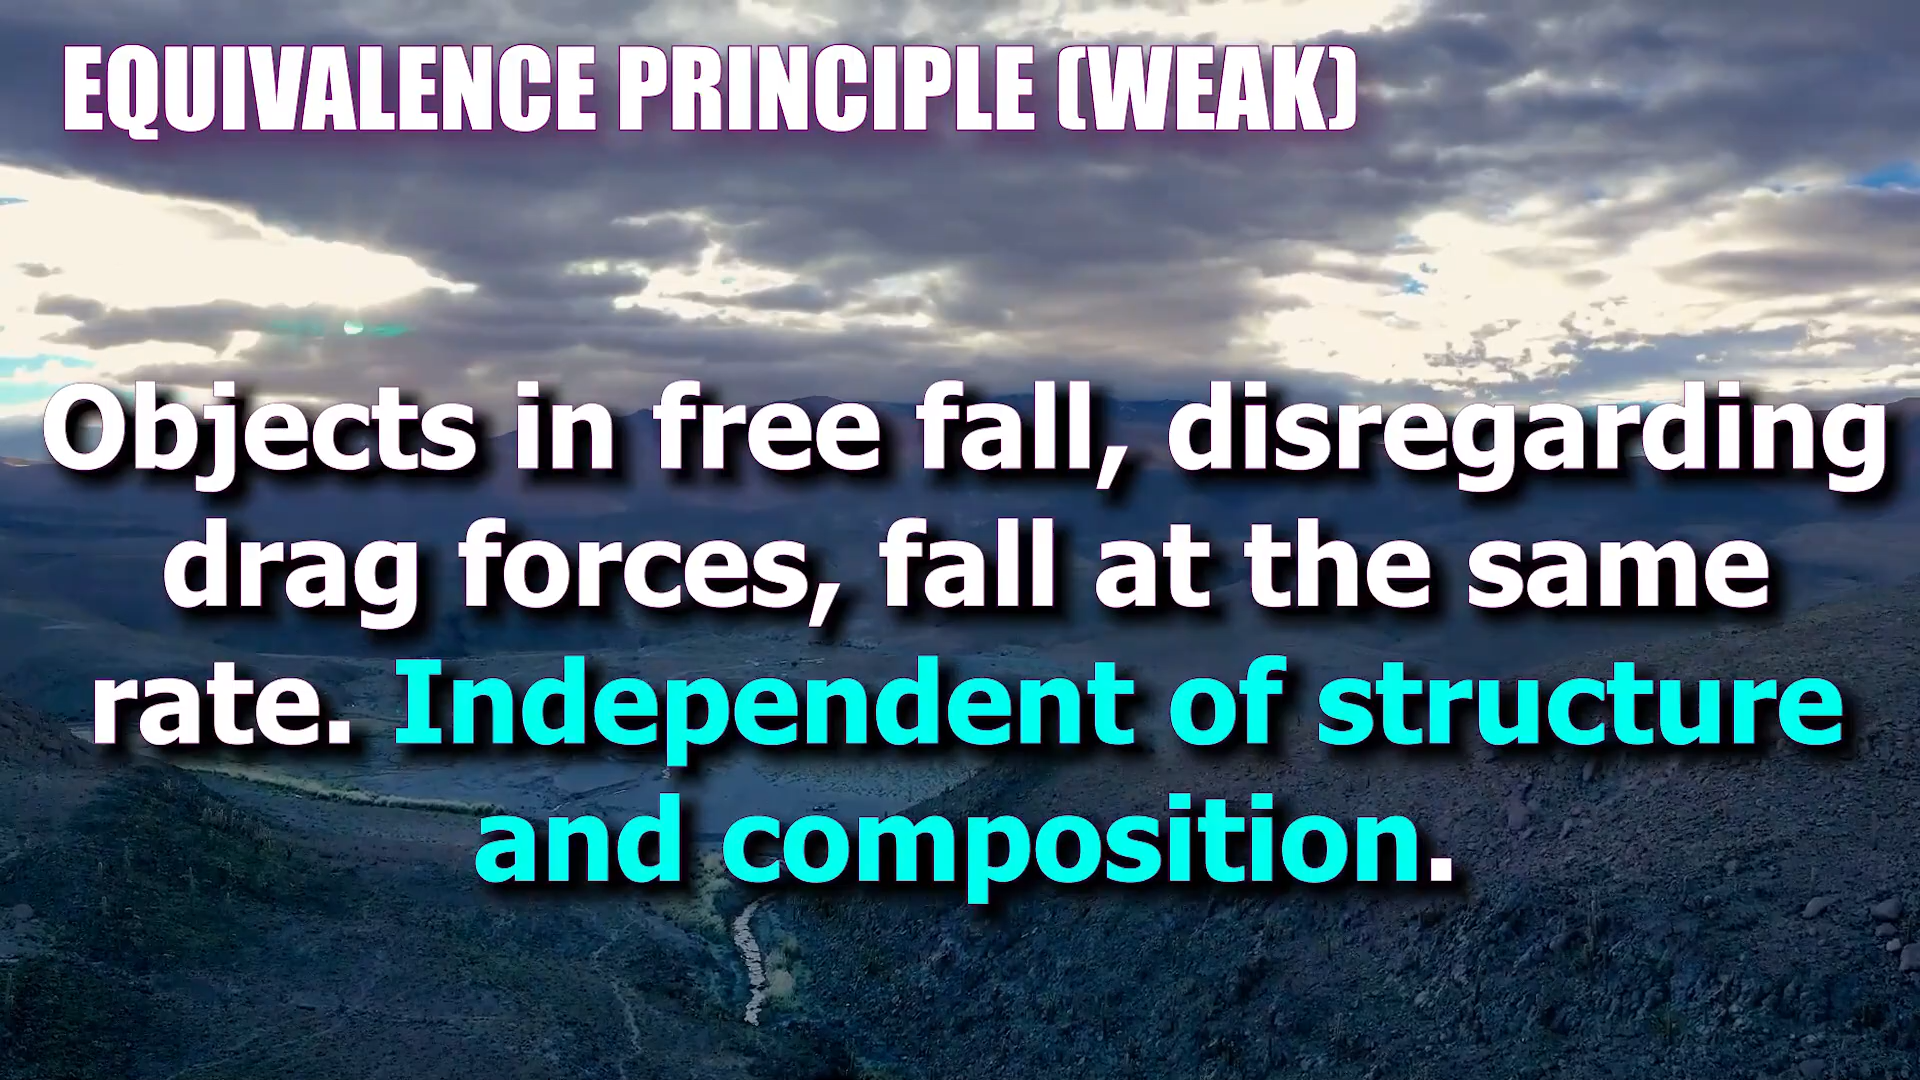 EQUIVALENCE PRINCIPLE (WEAK)
Objects in free fall, disregarding
drag forces, fall at the same
rate. Independent of structure
and composition.